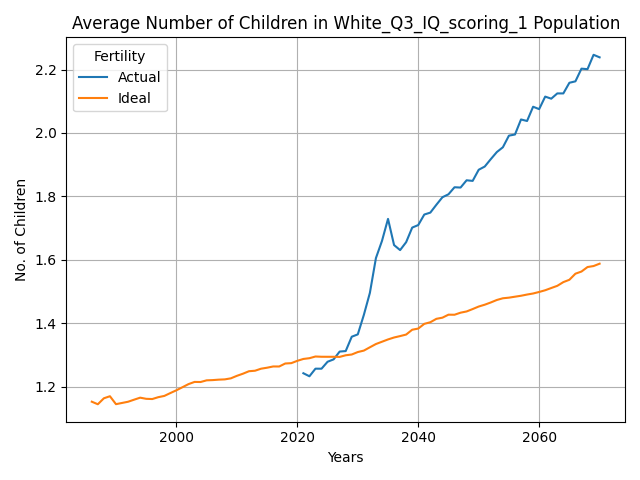 Average Number of Children in White_Q3_IQ_scoring_1 Population
Fertility
Actual
Ideal
No. of Children
2.2
2.0
1.8
1.6
1.4
1.2
2000
2020
2040
2060
Years